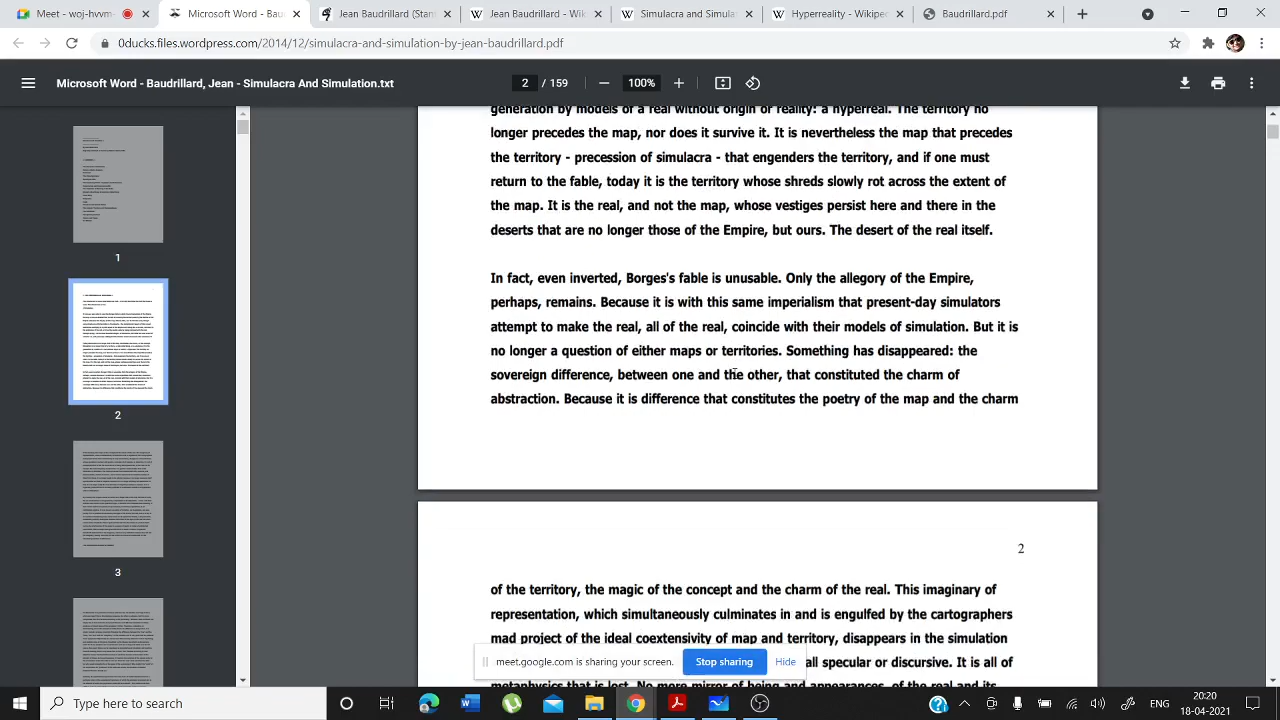 Meet -
Microsoft Word - Bau
Jean Baudrillard (Stan
Jean Baudrillard - Wik
Simulacra and Simula
Hyperreality - Wikipe
Baudrillard.pdf
0ducks.files.wordpress.com/2014/12/simulacra-and-simulation-by-jean-baudrillard.pdf
Microsoft Word - Baudrillard, Jean - Simulacra And Simulation.txt
2 / 159
100%
generation by models of a real without origin or reality: a hyperreal. The territory no
longer precedes the map, nor does it survive it. It is nevertheless the map that precedes
the territory - precession of simulacra - that engenders the territory, and if one must
return to the fable, today it is the territory whose shreds slowly rot across the extent of
the map. It is the real, and not the map, whose vestiges persist here and there in the
deserts that are no longer those of the Empire, but ours. The desert of the real itself.
In fact, even inverted, Borges's fable is unusable. Only the allegory of the Empire,
perhaps, remains. Because it is with this same imperialism that present-day simulators
attempt to make the real, all of the real, coincide with their models of simulation. But it is
no longer a question of either maps or territories. Something has disappeared: the
sovereign difference, between one and the other, that constituted the charm of
abstraction. Because it is difference that constitutes the poetry of the map and the charm
2
of the territory, the magic of the concept and the charm of the real. This imaginary of
representation, which simultaneously culminates in and is engulfed by the cartographers
mad project of the ideal coextensivity of map and territory, disappears in the simulation
ll specular or discursive. It is all of
Stop sharing
1
2
3
Type here to search
ENG
20:20
18-04-2021